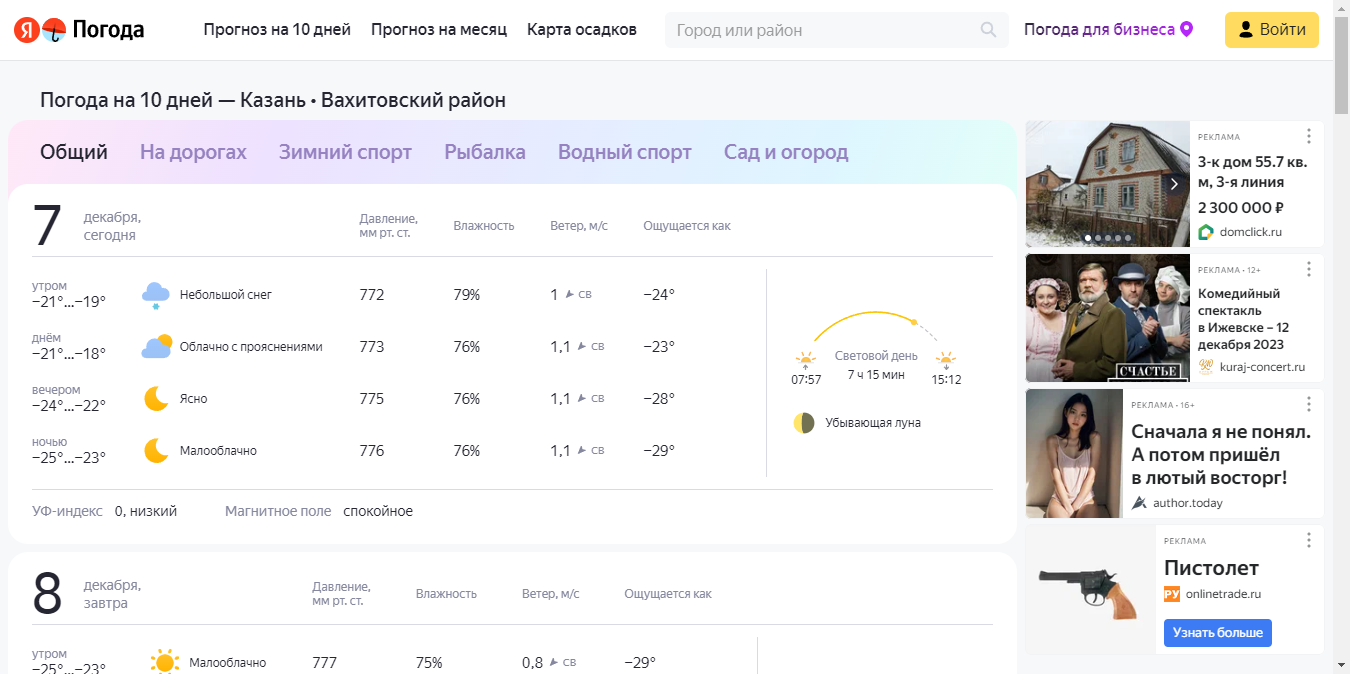 Я Погода
Прогноз на 10 дней
Прогноз на месяц
Карта осадков
Город или район
Погода для бизнеса
Войти
Погода на 10 дней — Казань • Вахитовский район
Общий
На дорогах
Зимний спорт
Рыбалка
Водный спорт
Сад и огород
7
декабря,
сегодня
Давление,
мм рт. ст.
Влажность
Ветер, м/с
Ощущается как
утром
−21°...−19°
Небольшой снег
772
79%
1 СВ
−24°
днём
−21°...−18°
Облачно с прояснениями
773
76%
1,1 СВ
−23°
вечером
−24°...−22°
Ясно
775
76%
1,1 СВ
−28°
ночью
−25°...−23°
Малооблачно
776
76%
1,1 СВ
−29°
Световой день
7 ч 15 мин
07:57
15:12
Убывающая луна
УФ-индекс 0, низкий
Магнитное поле спокойное
8
декабря,
завтра
Давление,
мм рт. ст.
Влажность
Ветер, м/с
Ощущается как
утром
−25°...−23°
Малооблачно
777
75%
0,8 СВ
−29°
РЕКЛАМА
3-к дом 55.7 кв.
м, 3-я линия
2 300 000 ₽
domclick.ru
РЕКЛАМА • 12+
Комедийный
спектакль
в Ижевске – 12
декабря 2023
kuraj-concert.ru
СЧАСТЬЕ
РЕКЛАМА • 16+
Сначала я не понял.
А потом пришёл
в лютый восторг!
author.today
РЕКЛАМА
Пистолет
РУ onlinetrade.ru
Узнать больше